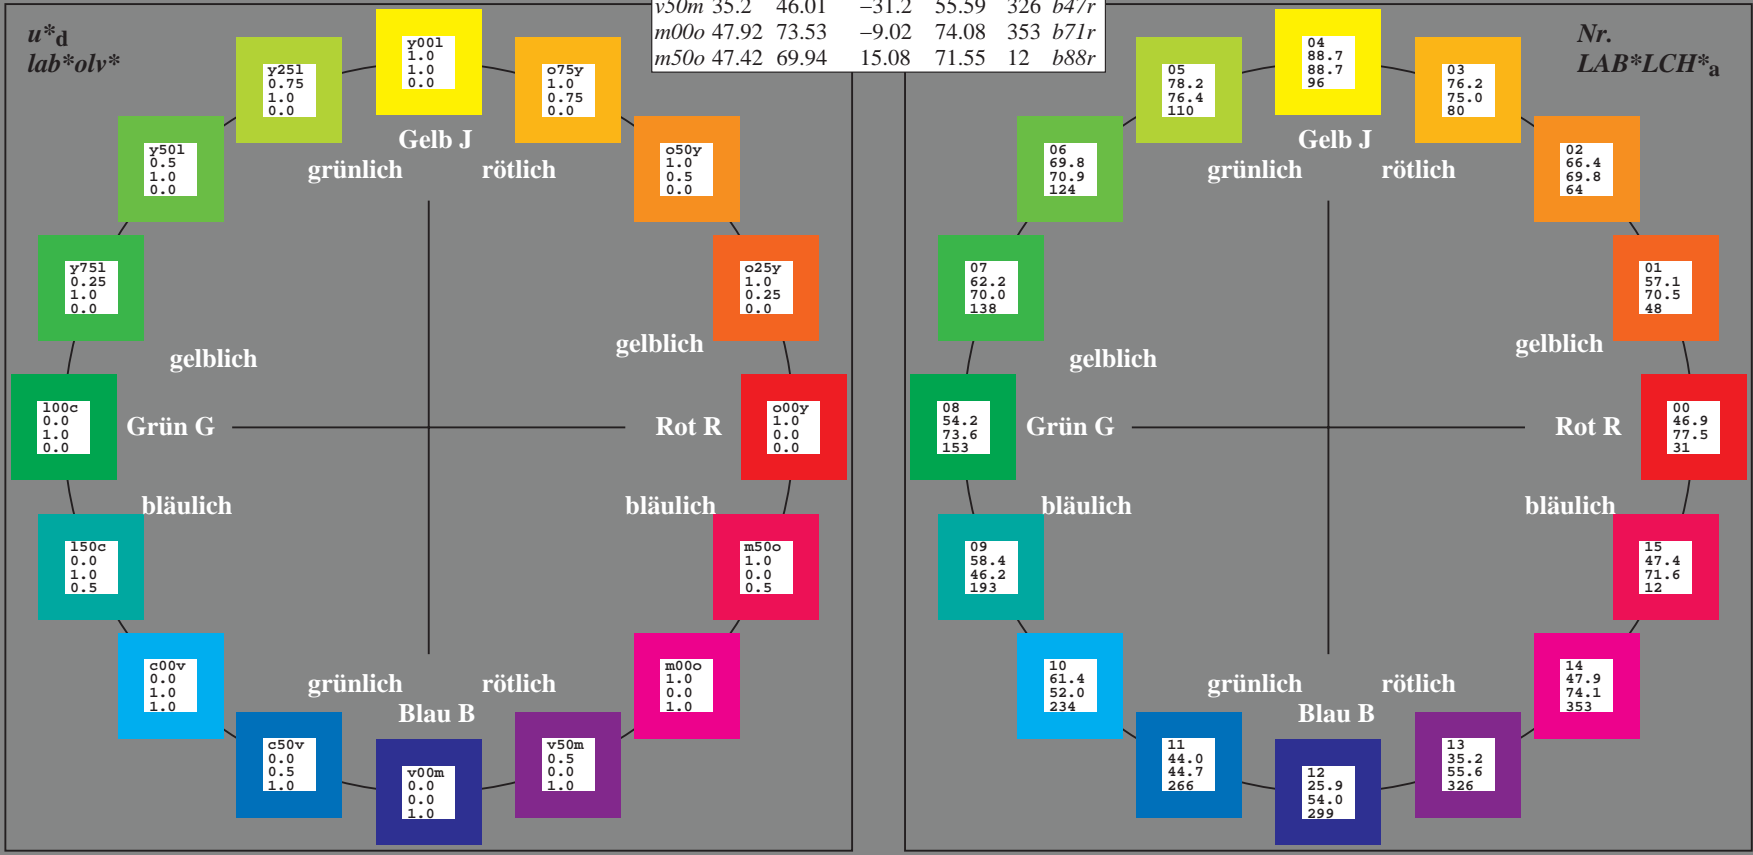 v50m 35.2 46.01 −31.2 55.59 326 b47r
m00o 47.92 73.53 −9.02 74.08 353 b71r
m50o 47.42 69.94 15.08 71.55 12 b88r
u*d
lab*olv*
y00l
1.0
1.0
0.0
y25l
0.75
1.0
0.0
o75y
1.0
0.75
0.0
y50l
0.5
1.0
0.0
o50y
1.0
0.5
0.0
y75l
0.25
1.0
0.0
o25y
1.0
0.25
0.0
l00c
0.0
1.0
0.0
o00y
1.0
0.0
0.0
l50c
0.0
1.0
0.5
m50o
1.0
0.0
0.5
c00v
0.0
1.0
1.0
m00o
1.0
0.0
1.0
c50v
0.0
0.5
1.0
v00m
0.0
0.0
1.0
v50m
0.5
0.0
1.0
Gelb J
grünlich rötlich
gelblich
gelblich
Grün G
Rot R
bläulich
bläulich
grünlich rötlich
Blau B
Nr.
LAB*LCH*a
04
88.7
88.7
96
05
78.2
76.4
110
03
76.2
75.0
80
06
69.8
70.9
124
02
66.4
69.8
64
07
62.2
70.0
138
01
57.1
70.5
48
08
54.2
73.6
153
00
46.9
77.5
31
09
58.4
46.2
193
15
47.4
71.6
12
10
61.4
52.0
234
14
47.9
74.1
353
11
44.0
44.7
266
12
25.9
54.0
299
13
35.2
55.6
326
Gelb J
grünlich rötlich
gelblich
gelblich
Grün G
Rot R
bläulich
bläulich
grünlich rötlich
Blau B